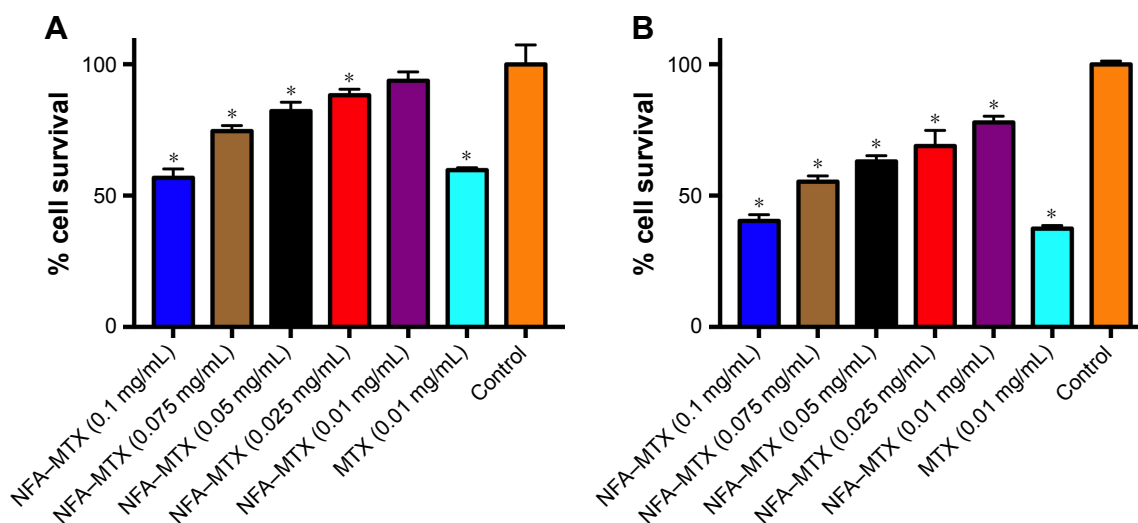 A
% cell survival
100
50
0
*
*
*
*
*
NFA–MTX (0.1 mg/mL)
NFA–MTX (0.075 mg/mL)
NFA–MTX (0.05 mg/mL)
NFA–MTX (0.025 mg/mL)
NFA–MTX (0.01 mg/mL)
MTX (0.01 mg/mL)
Control
B
% cell survival
100
50
0
*
*
*
*
*
*
NFA–MTX (0.1 mg/mL)
NFA–MTX (0.075 mg/mL)
NFA–MTX (0.05 mg/mL)
NFA–MTX (0.025 mg/mL)
NFA–MTX (0.01 mg/mL)
MTX (0.01 mg/mL)
Control